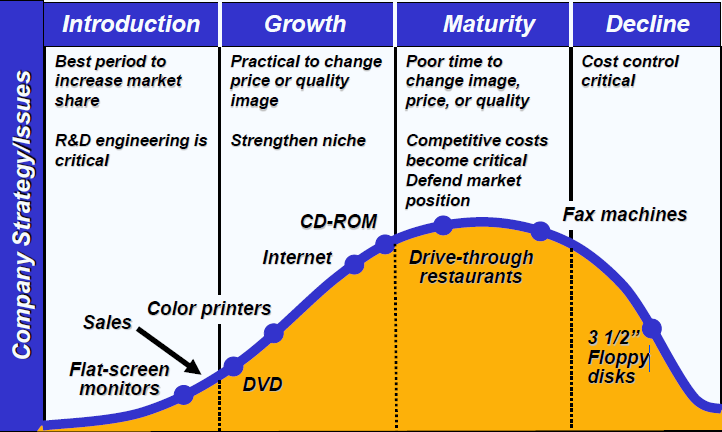 Introduction
Growth
Maturity
Decline
Company Strategy/Issues
Best period to
increase market
share
R&D engineering is
critical
Practical to change
price or quality
image
Strengthen niche
Poor time to
change image,
price, or quality
Competitive costs
become critical
Defend market
position
Cost control
critical
CD-ROM
Fax machines
Internet
Drive-through
restaurants
Color printers
Sales
3 1/2”
Floppy
disks
Flat-screen
monitors
DVD